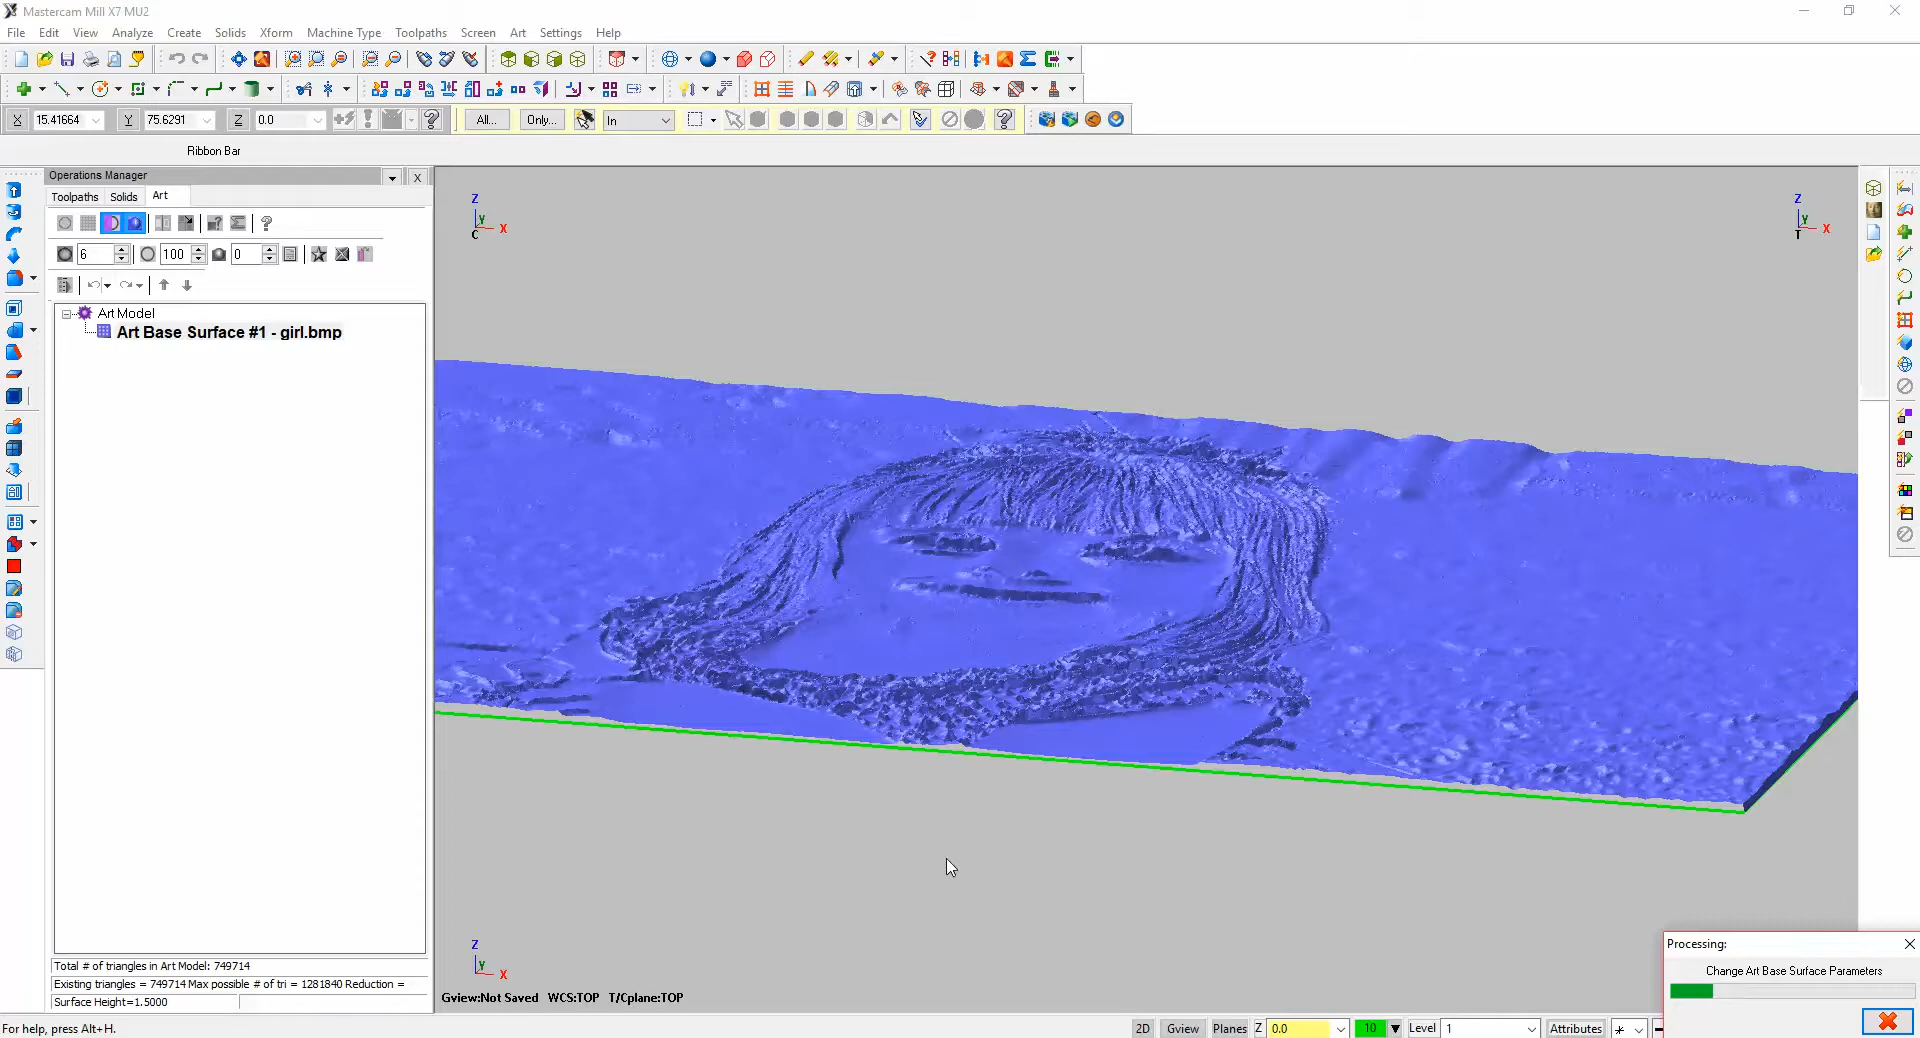 Mastercam Mill X7 MU2
File Edit View Analyze Create Solids Xform Machine Type Toolpaths Screen Art Settings Help
X 15.41664 Y 75.6291 Z 0.0 All... Only... In
Ribbon Bar
Operations Manager x
Toolpaths Solids Art
6 100 0
Art Model
Art Base Surface #1 - girl.bmp
Z
Y
X
C
Z
Y
X
T
Z
Y
X
Total # of triangles in Art Model: 749714
Existing triangles = 749714 Max possible # of tri = 1281840 Reduction =
Surface Height=1.5000
Gview:Not Saved WCS:TOP T/Cplane:TOP
Processing:
Change Art Base Surface Parameters
For help, press Alt+H.
2D Gview Planes Z 0.0 10 Level 1 Attributes